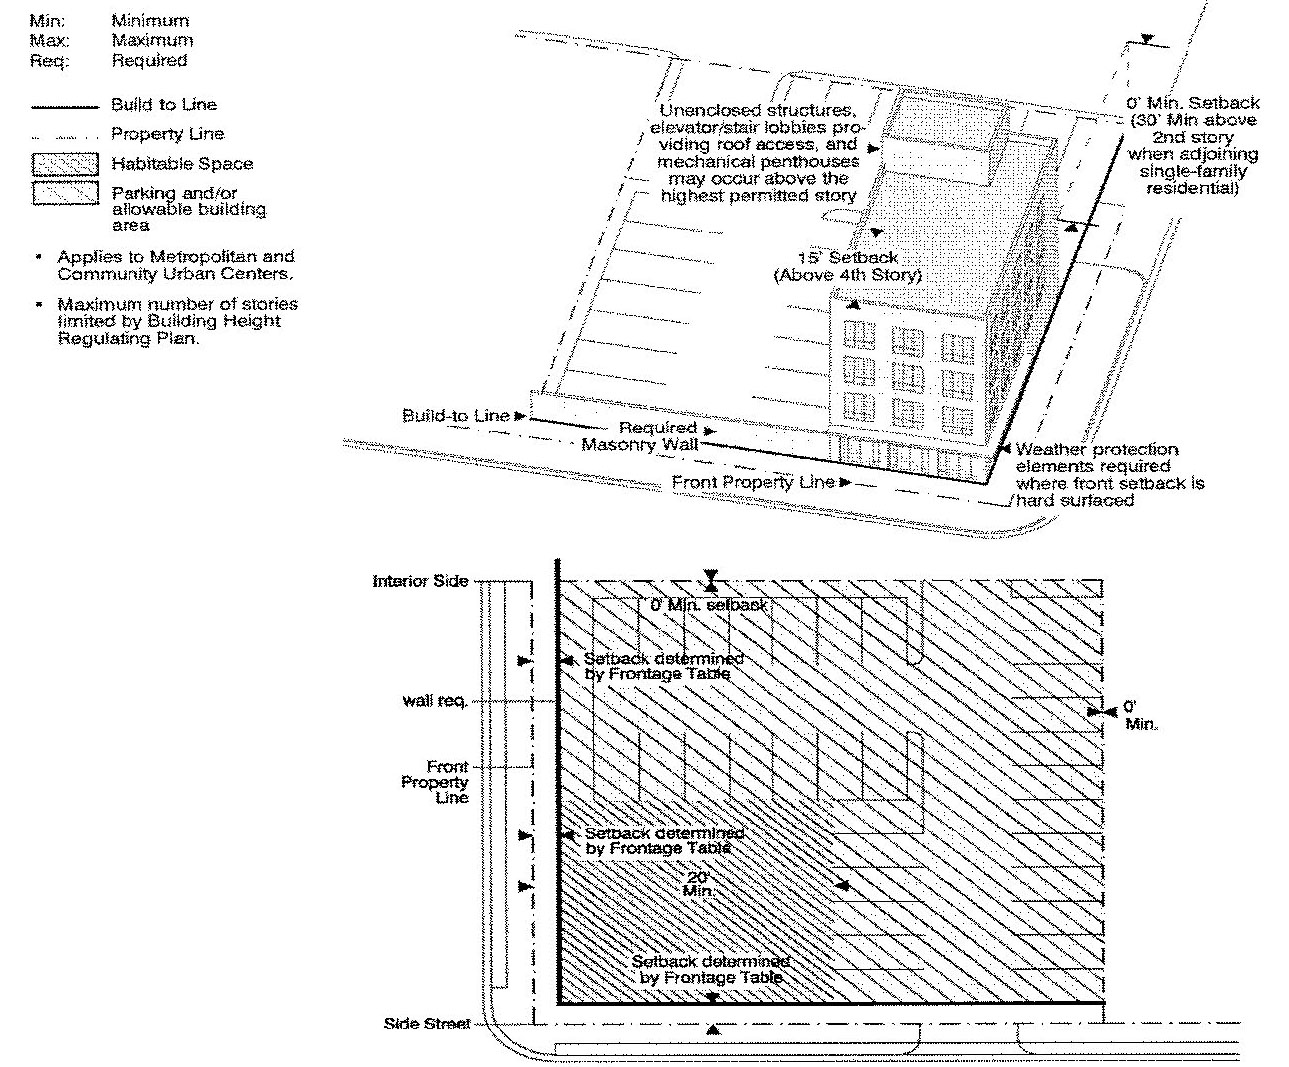 Min: Minimum
Max: Maximum
Req: Required
Build to Line
Property Line
Habitable Space
Parking and/or
allowable building
area
• Applies to Metropolitan and
Community Urban Centers.
• Maximum number of stories
limited by Building Height
Regulating Plan.
Unenclosed structures,
elevator/stair lobbies pro-
viding roof access, and
mechanical penthouses
may occur above the
highest permitted story
0' Min. Setback
(30' Min above
2nd story
when adjoining
single-family
residential)
15' Setback
(Above 4th Story)
Build-to Line
Required
Masonry Wall
Front Property Line
Weather protection
elements required
where front setback is
hard surfaced
Interior Side
0' Min. setback
Setback determined
by Frontage Table
wall req.
0'
Min.
Front
Property
Line
Setback determined
by Frontage Table
20'
Min.
Setback determined
by Frontage Table
Side Street